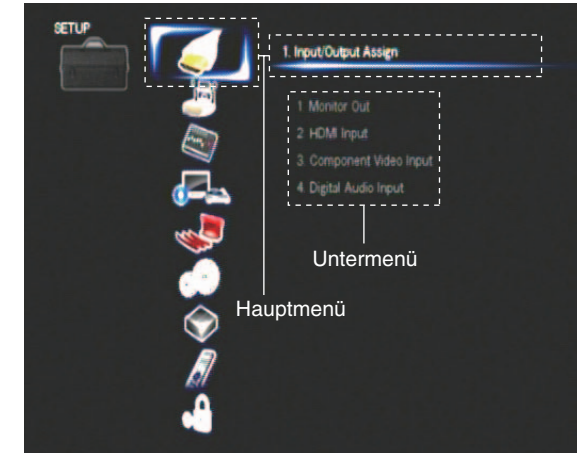 SETUP
1. Input/Output Assign
1 Monitor Out
2 HDMI Input
3. Component Video Input
4. Digital Audio Input
Untermenü
Hauptmenü